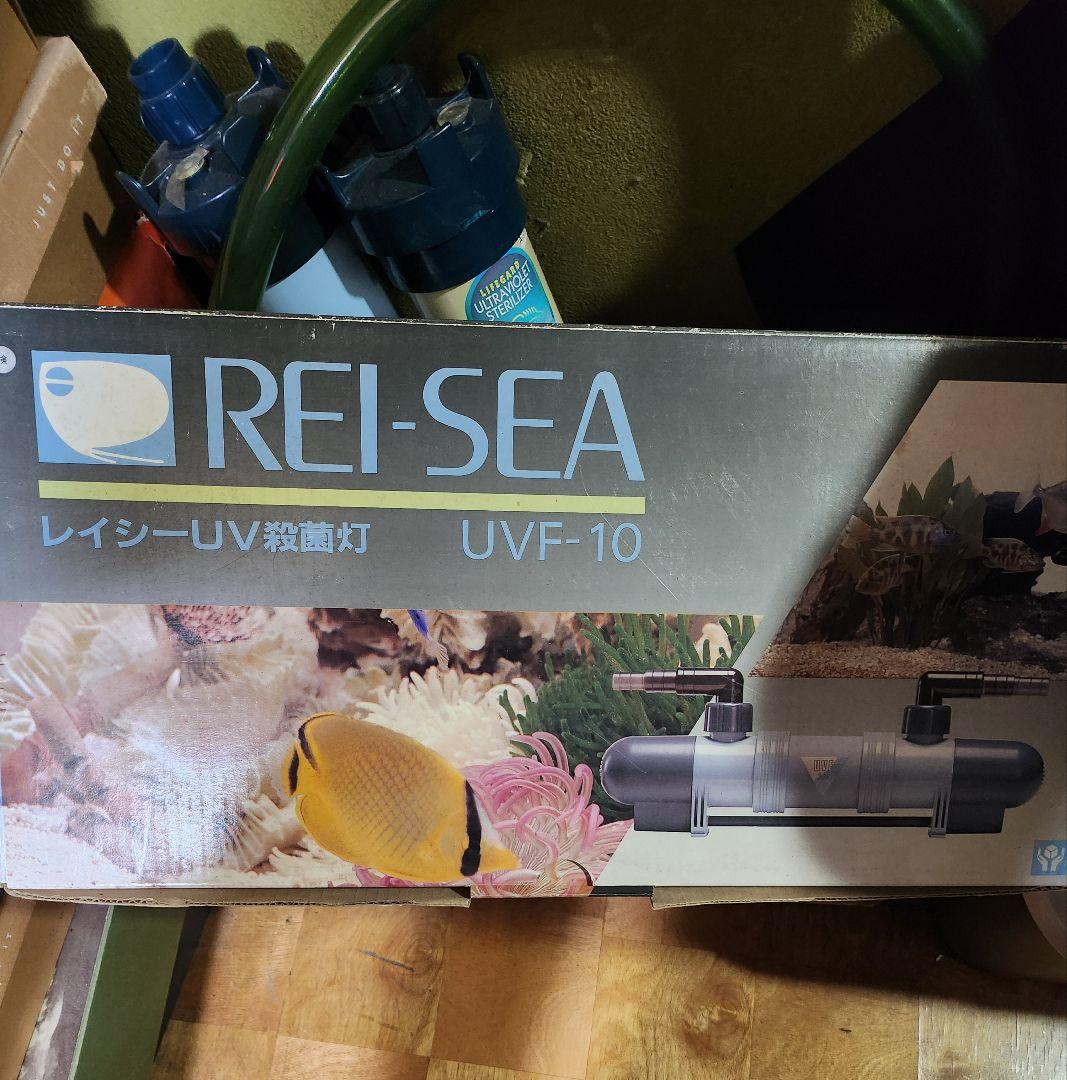 JUST DO IT
LIFEGARD
ULTRAVIOLET
STERILIZER
REI-SEA
レイシーUV殺菌灯 UVF-10
UVF